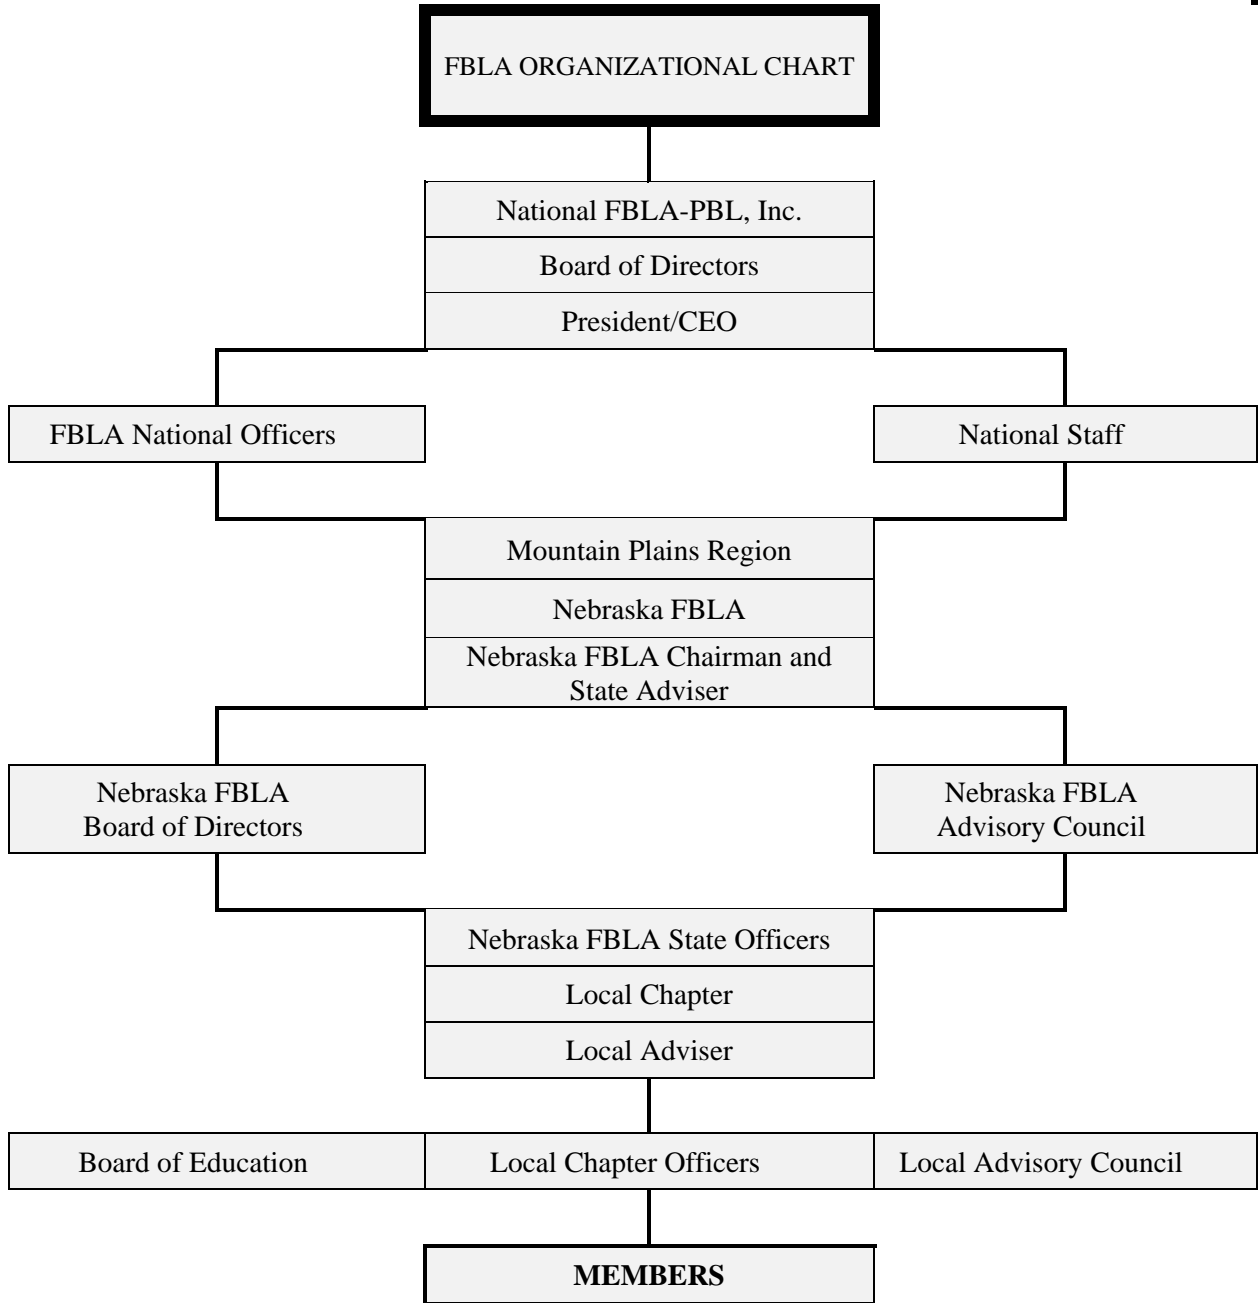 FBLA ORGANIZATIONAL CHART
National FBLA-PBL, Inc.
Board of Directors
President/CEO
FBLA National Officers
National Staff
Mountain Plains Region
Nebraska FBLA
Nebraska FBLA Chairman and
State Adviser
Nebraska FBLA
Board of Directors
Nebraska FBLA
Advisory Council
Nebraska FBLA State Officers
Local Chapter
Local Adviser
Board of Education
Local Chapter Officers
Local Advisory Council
MEMBERS